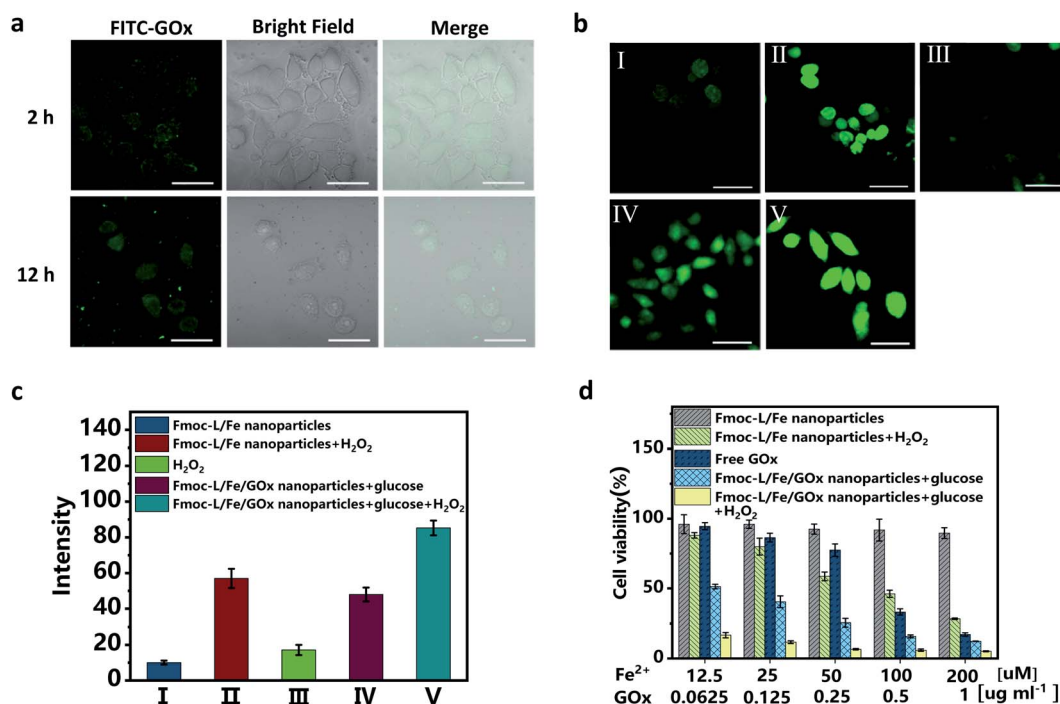 a
FITC-GOx Bright Field Merge
2 h
12 h
b
I II III
IV V
c
140
120
100
80
60
40
20
0
Intensity
Fmoc-L/Fe nanoparticles
Fmoc-L/Fe nanoparticles+H₂O₂
H₂O₂
Fmoc-L/Fe/GOx nanoparticles+glucose
Fmoc-L/Fe/GOx nanoparticles+glucose+H₂O₂
I II III IV V
d
150
100
50
0
Cell viability(%)
Fmoc-L/Fe nanoparticles
Fmoc-L/Fe nanoparticles+H₂O₂
Free GOx
Fmoc-L/Fe/GOx nanoparticles+glucose
Fmoc-L/Fe/GOx nanoparticles+glucose
+H₂O₂
Fe²⁺ 12.5 25 50 100 200 [uM]
GOx 0.0625 0.125 0.25 0.5 1 [ug ml⁻¹]